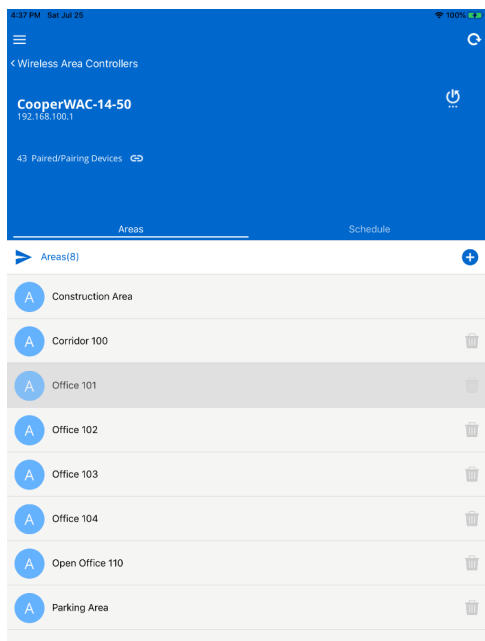 4:37 PM Sat Jul 25 100%
< Wireless Area Controllers
CooperWAC-14-50
192.168.100.1
43 Paired/Pairing Devices
Areas Schedule
Areas(8)
A Construction Area
A Corridor 100
A Office 101
A Office 102
A Office 103
A Office 104
A Open Office 110
A Parking Area